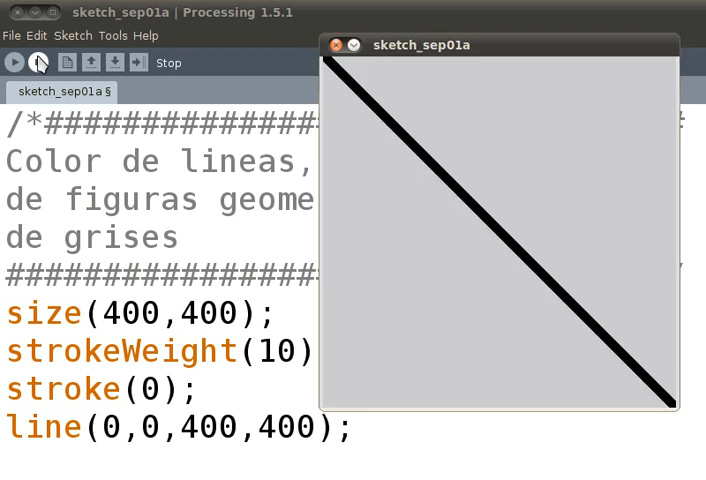 sketch_sep01a | Processing 1.5.1
File Edit Sketch Tools Help
Stop
sketch_sep01a §
sketch_sep01a
/*################
Color de lineas,
de figuras geome
de grises
################
size(400,400);
strokeWeight(10)
stroke(0);
line(0,0,400,400);